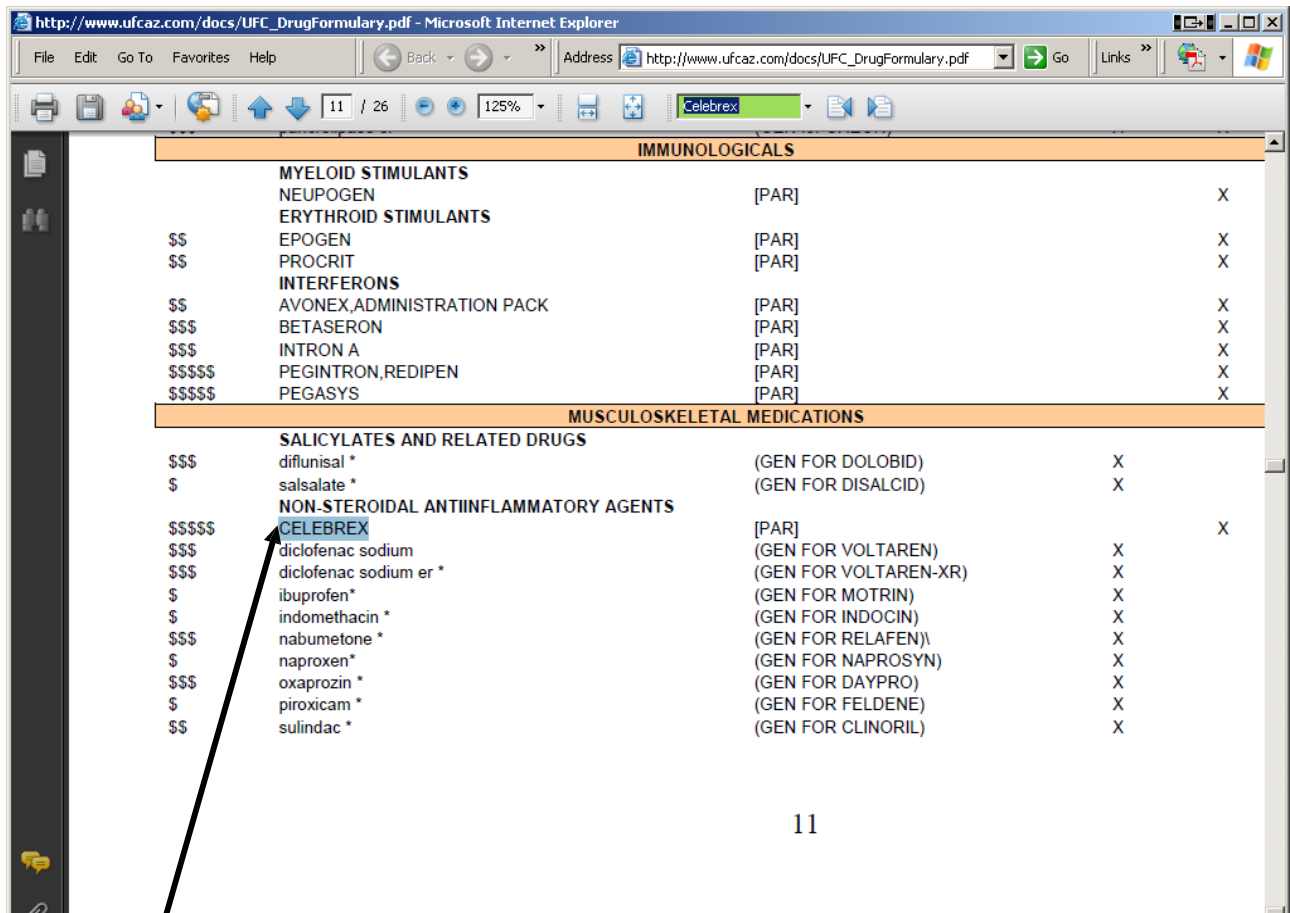 http://www.ufcaz.com/docs/UFC_DrugFormulary.pdf - Microsoft Internet Explorer
File Edit Go To Favorites Help Back » Address http://www.ufcaz.com/docs/UFC_DrugFormulary.pdf Go Links »
11 / 26 125% Celebrex
IMMUNOLOGICALS
MYELOID STIMULANTS
NEUPOGEN [PAR] X
ERYTHROID STIMULANTS
$$ EPOGEN [PAR] X
$$ PROCRIT [PAR] X
INTERFERONS
$$ AVONEX,ADMINISTRATION PACK [PAR] X
$$$ BETASERON [PAR] X
$$$ INTRON A [PAR] X
$$$$$ PEGINTRON,REDIPEN [PAR] X
$$$$$ PEGASYS [PAR] X
MUSCULOSKELETAL MEDICATIONS
SALICYLATES AND RELATED DRUGS
$$$ diflunisal * (GEN FOR DOLOBID) X
$ salsalate * (GEN FOR DISALCID) X
NON-STEROIDAL ANTIINFLAMMATORY AGENTS
$$$$$ CELEBREX [PAR] X
$$$ diclofenac sodium (GEN FOR VOLTAREN) X
$$$ diclofenac sodium er * (GEN FOR VOLTAREN-XR) X
$ ibuprofen* (GEN FOR MOTRIN) X
$ indomethacin * (GEN FOR INDOCIN) X
$$$ nabumetone * (GEN FOR RELAFEN)\ X
$ naproxen* (GEN FOR NAPROSYN) X
$$$ oxaprozin * (GEN FOR DAYPRO) X
$ piroxicam * (GEN FOR FELDENE) X
$$ sulindac * (GEN FOR CLINORIL) X
11